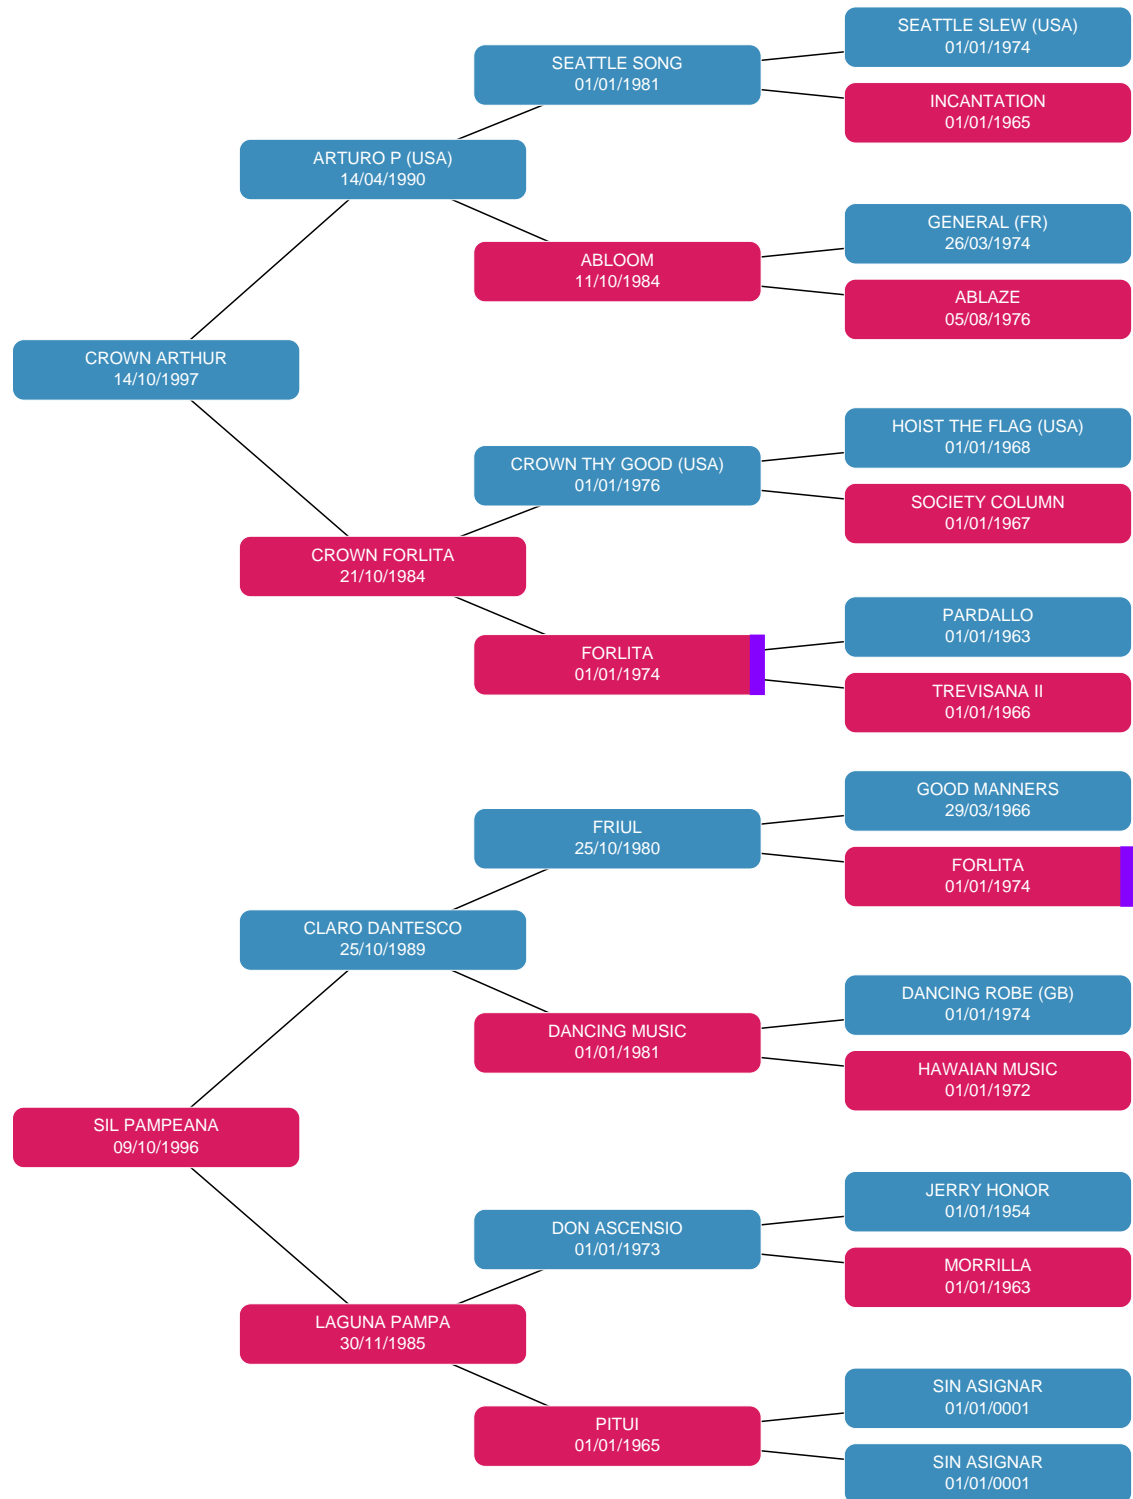 SEATTLE SLEW (USA)
01/01/1974
SEATTLE SONG
01/01/1981
INCANTATION
01/01/1965
ARTURO P (USA)
14/04/1990
GENERAL (FR)
26/03/1974
ABLOOM
11/10/1984
ABLAZE
05/08/1976
CROWN ARTHUR
14/10/1997
HOIST THE FLAG (USA)
01/01/1968
CROWN THY GOOD (USA)
01/01/1976
SOCIETY COLUMN
01/01/1967
CROWN FORLITA
21/10/1984
PARDALLO
01/01/1963
FORLITA
01/01/1974
TREVISANA II
01/01/1966
GOOD MANNERS
29/03/1966
FRIUL
25/10/1980
FORLITA
01/01/1974
CLARO DANTESCO
25/10/1989
DANCING ROBE (GB)
01/01/1974
DANCING MUSIC
01/01/1981
HAWAIAN MUSIC
01/01/1972
SIL PAMPEANA
09/10/1996
JERRY HONOR
01/01/1954
DON ASCENSIO
01/01/1973
MORRILLA
01/01/1963
LAGUNA PAMPA
30/11/1985
SIN ASIGNAR
01/01/0001
PITUI
01/01/1965
SIN ASIGNAR
01/01/0001